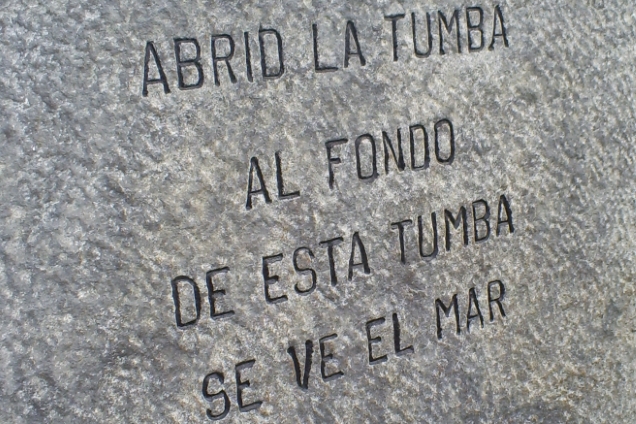 ABRID LA TUMBA
AL FONDO
DE ESTA TUMBA
SE VE EL MAR